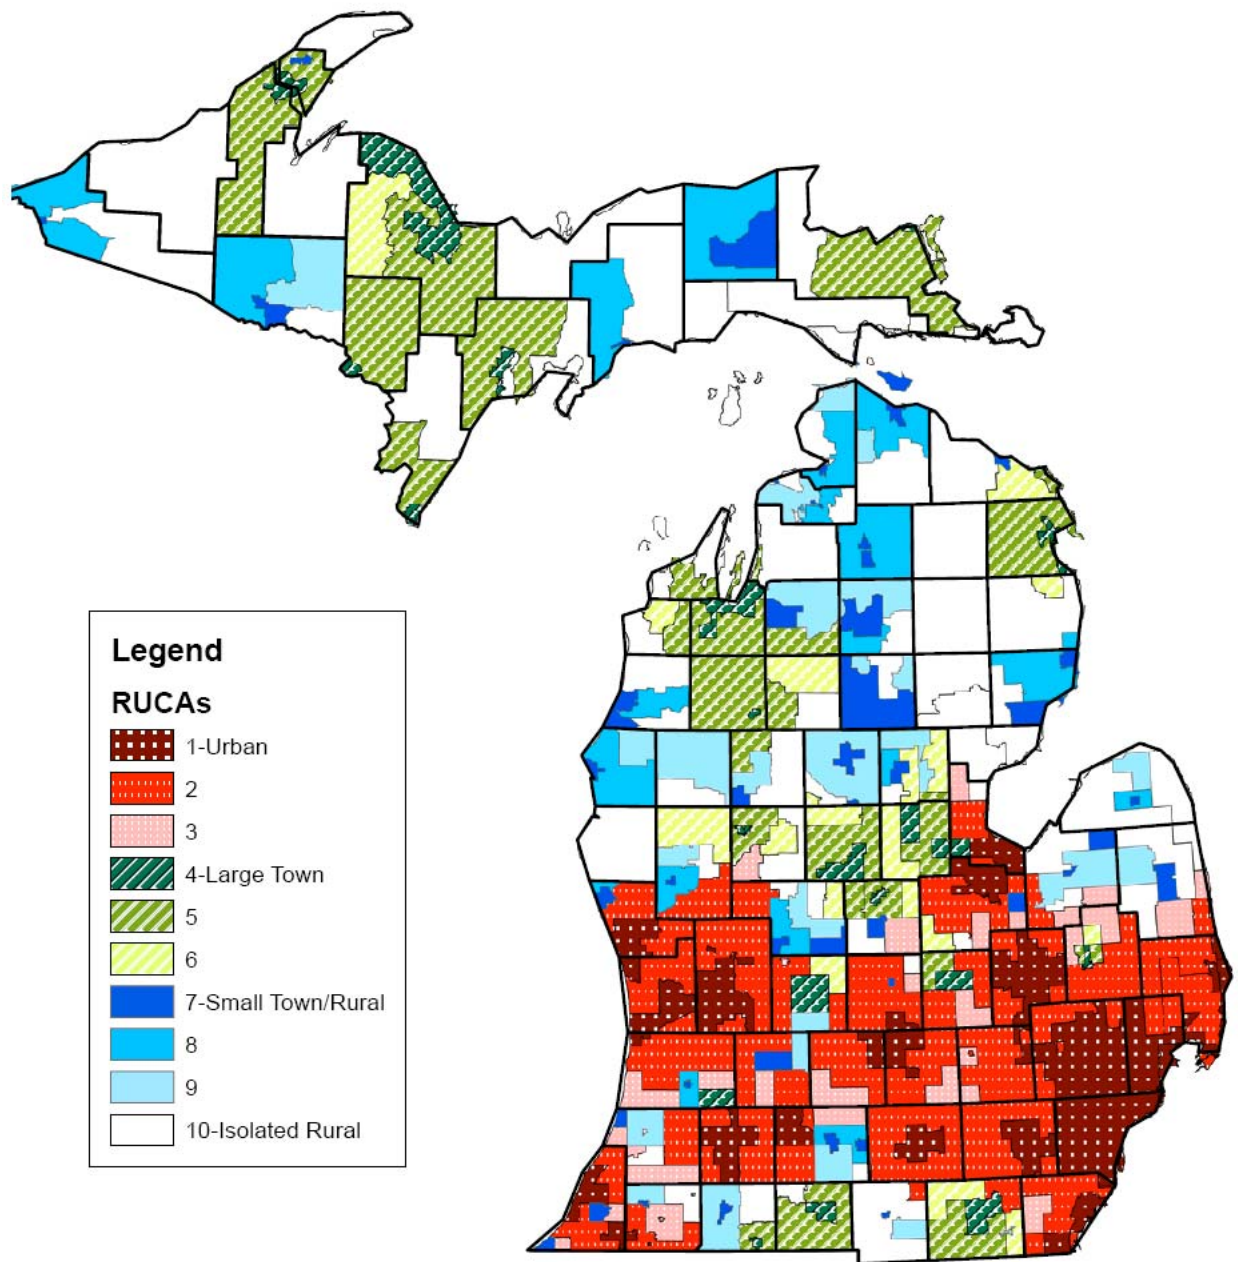 Legend
RUCAs
1-Urban
2
3
4-Large Town
5
6
7-Small Town/Rural
8
9
10-Isolated Rural